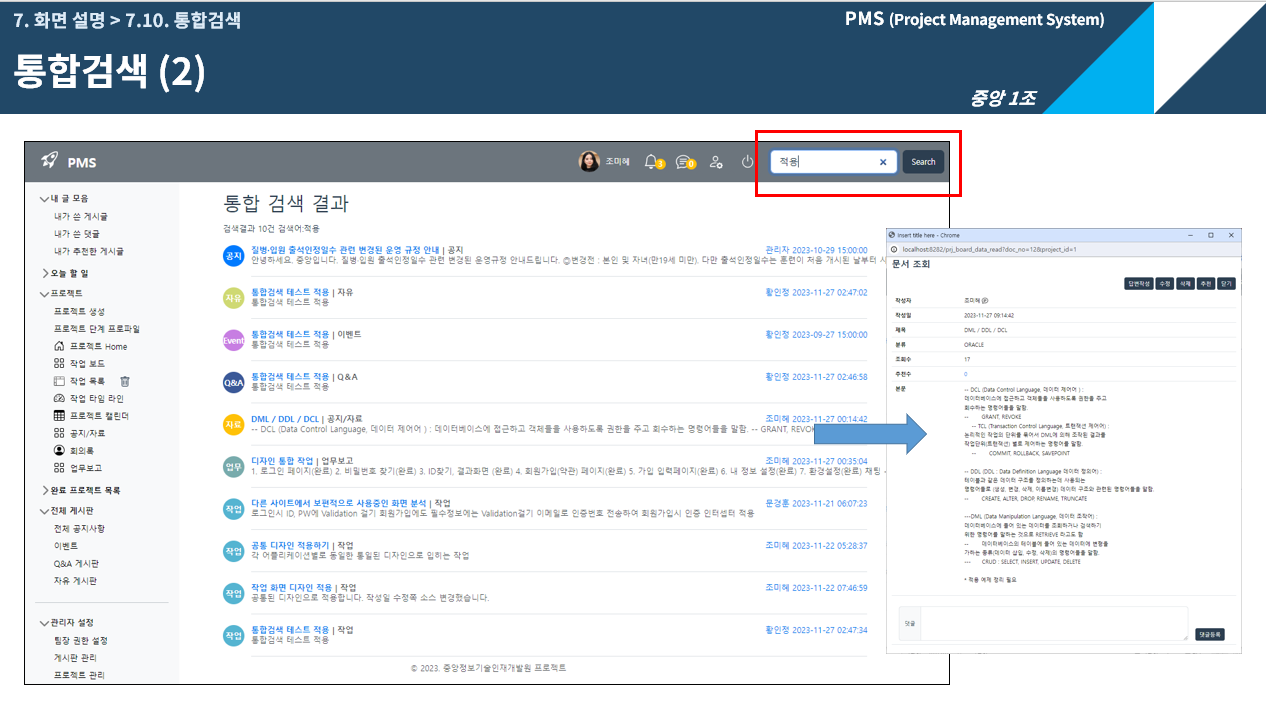 7. 화면 설명 > 7.10. 통합검색
PMS (Project Management System)
통합검색 (2)
중앙 1조
PMS
조미혜
3
0
적용
×
Search
내 글 모음
내가 쓴 게시글
내가 쓴 댓글
내가 추천한 게시글
오늘 할 일
프로젝트
프로젝트 생성
프로젝트 단계 프로파일
프로젝트 Home
작업 보드
작업 목록
작업 타임 라인
프로젝트 캘린더
공지/자료
회의록
업무보고
완료 프로젝트 목록
전체 게시판
전체 공지사항
이벤트
Q&A 게시판
자유 게시판
관리자 설정
팀장 권한 설정
게시판 관리
프로젝트 관리
통합 검색 결과
검색결과 10건 검색어:적용
공지
질병·입원 출석인정일수 관련 변경된 운영 규정 안내 | 공지
관리자 2023-10-29 15:00:00
안녕하세요. 중앙입니다. 질병·입원 출석인정일수 관련 변경된 운영규정 안내드립니다. ◎변경전 : 본인 및 자녀(만19세 미만). 다만 출석인정일수는 훈련이 처음 개시된 날부터
자유
통합검색 테스트 적용 | 자유
황인정 2023-11-27 02:47:02
통합검색 테스트 적용
Event
통합검색 테스트 적용 | 이벤트
황인정 2023-09-27 15:00:00
통합검색 테스트 적용
Q&A
통합검색 테스트 적용 | Q&A
황인정 2023-11-27 02:46:58
통합검색 테스트 적용
자료
DML / DDL / DCL | 공지/자료
조미혜 2023-11-27 00:14:42
-- DCL (Data Control Language, 데이터 제어어 ) : 데이터베이스에 접근하고 객체들을 사용하도록 권한을 주고 회수하는 명령어들을 말함. -- GRANT, REVOK
업무
디자인 통합 작업 | 업무보고
조미혜 2023-11-27 00:35:04
1. 로그인 페이지(완료) 2. 비밀번호 찾기(완료) 3. ID찾기, 결과화면 (완료) 4. 회원가입(약관) 페이지(완료) 5. 가입 입력페이지(완료) 6. 내 정보 설정(완료) 7. 환경설정(완료) 채팅 -
작업
다른 사이트에서 보편적으로 사용중인 화면 분석 | 작업
문경훈 2023-11-21 06:07:23
로그인시 ID, PW에 Validation 걸기 회원가입에도 필수정보에는 Validation걸기 이메일로 인증번호 전송하여 회원가입시 인증 인터셉터 적용
작업
공통 디자인 적용하기 | 작업
조미혜 2023-11-22 05:28:37
각 어플리케이션별로 동일한 통일된 디자인으로 입히는 작업
작업
작업 화면 디자인 적용 | 작업
조미혜 2023-11-22 07:46:59
공통된 디자인으로 적용합니다. 작성일 수정쪽 소스 변경했습니다.
작업
통합검색 테스트 적용 | 작업
황인정 2023-11-27 02:47:34
통합검색 테스트 적용
© 2023. 중앙정보기술인재개발원 프로젝트
Insert title here - Chrome
localhost:8282/prj_board_data_read?doc_no=12&project_id=1
문서 조회
답변작성 수정 삭제 추천 닫기
작성자 조미혜
작성일 2023-11-27 09:14:42
제목 DML / DDL / DCL
분류 ORACLE
조회수 17
추천수 0
본문
-- DCL (Data Control Language, 데이터 제어어 ) :
데이터베이스에 접근하고 객체들을 사용하도록 권한을 주고
회수하는 명령어들을 말함.
-- GRANT, REVOKE
-- TCL (Transaction Control Language, 트랜잭션 제어어) :
논리적인 작업의 단위를 묶어서 DML에 의해 조작된 결과를
작업단위(트랜잭션) 별로 제어하는 명령어를 말함.
-- COMMIT, ROLLBACK, SAVEPOINT
-- DDL (DDL : Data Definition Language 데이터 정의어) :
테이블과 같은 데이터 구조를 정의하는데 사용되는
명령어들로 (생성, 변경, 삭제, 이름변경) 데이터 구조와 관련된 명령어들을 말함.
-- CREATE, ALTER, DROP, RENAME, TRUNCATE
---DML (Data Manipulation Language, 데이터 조작어) :
데이터베이스에 들어 있는 데이터를 조회하거나 검색하기
위한 명령어를 말하는 것으로 RETRIEVE 라고도 함
-- 데이터베이스의 테이블에 들어 있는 데이터에 변형을
가하는 종류(데이터 삽입, 수정, 삭제)의 명령어들을 말함.
--- CRUD : SELECT, INSERT, UPDATE, DELETE
* 적용 예제 정리 필요
댓글
댓글등록